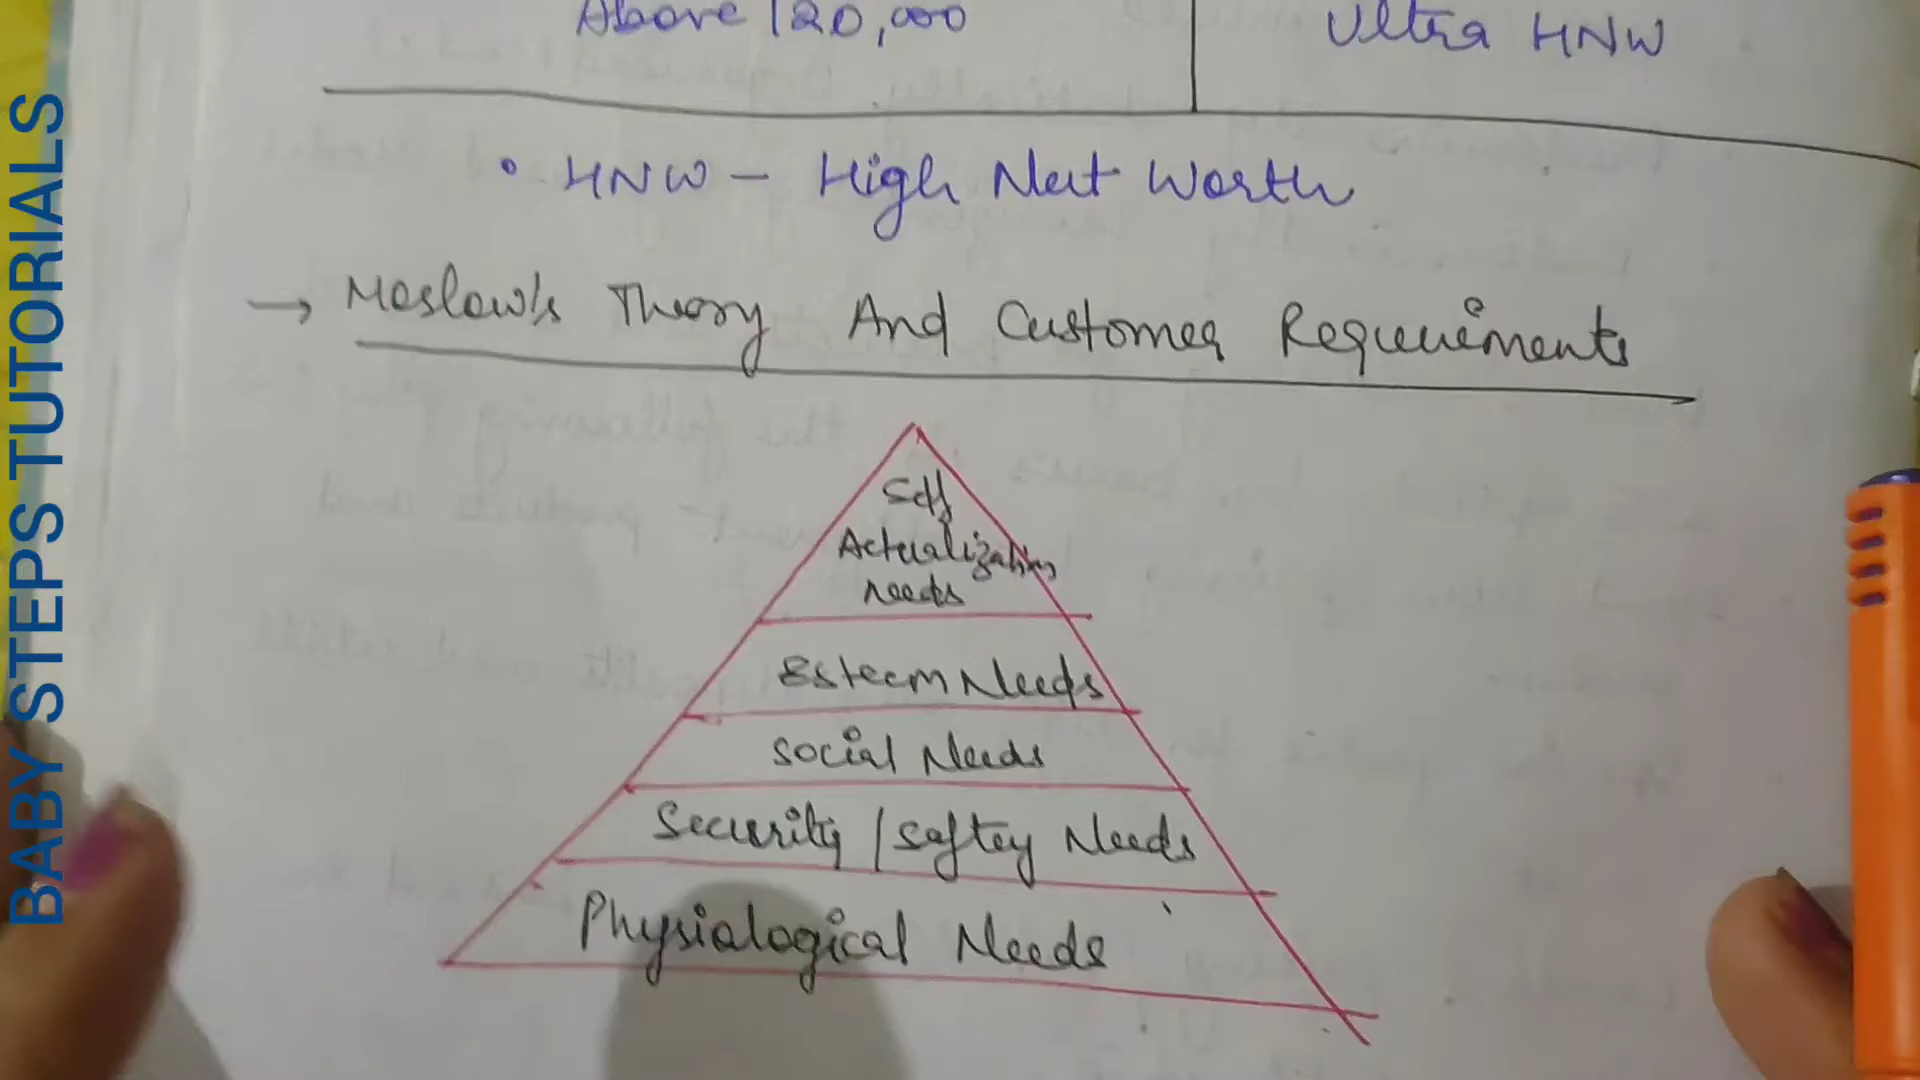 Above 120,000
Ultra HNW
• HNW - High Net Worth
→ Maslow's Theory And Customer Requirements
Self
Actualization
needs
Esteem Needs
Social Needs
Security / Saftey Needs
Physiological Needs
BABY STEPS TUTORIALS